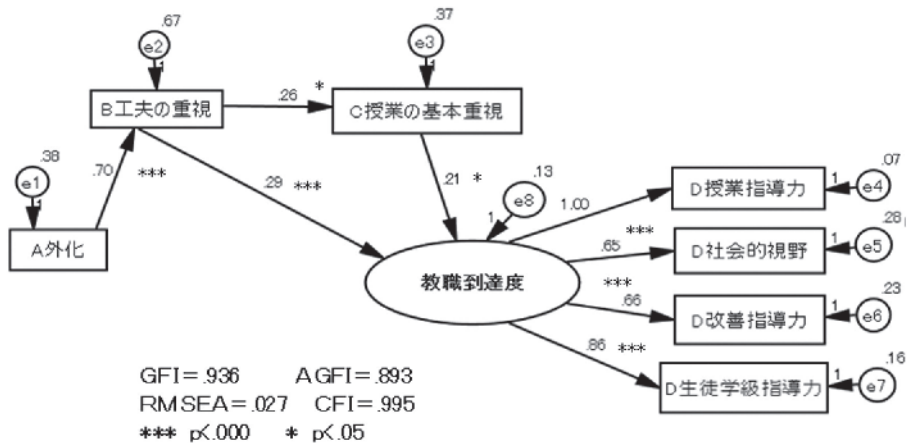 .67
e2
1
.37
e3
1
B工夫の重視
.26
*
C授業の基本重視
.38
e1
1
.70
***
A外化
.29
***
.21
*
.13
e8
1
1.00
D授業指導力
1
.07
e4
***
.65
D社会的視野
1
.28
e5
教職到達度
***
.66
D改善指導力
1
.23
e6
.86
***
D生徒学級指導力
1
.16
e7
GFI=.936 AGFI=.893
RMSEA=.027 CFI=.995
*** p<.000 * p<.05